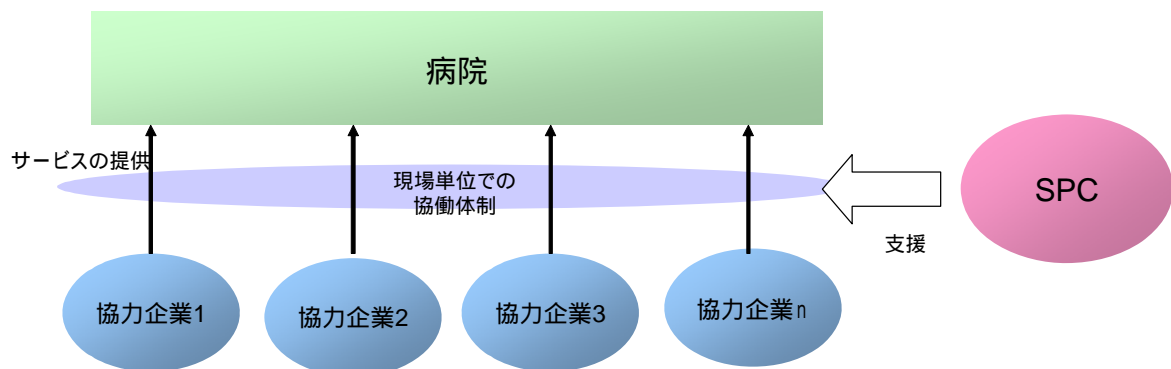 病院
サービスの提供
現場単位での
協働体制
SPC
支援
協力企業1
協力企業2
協力企業3
協力企業n